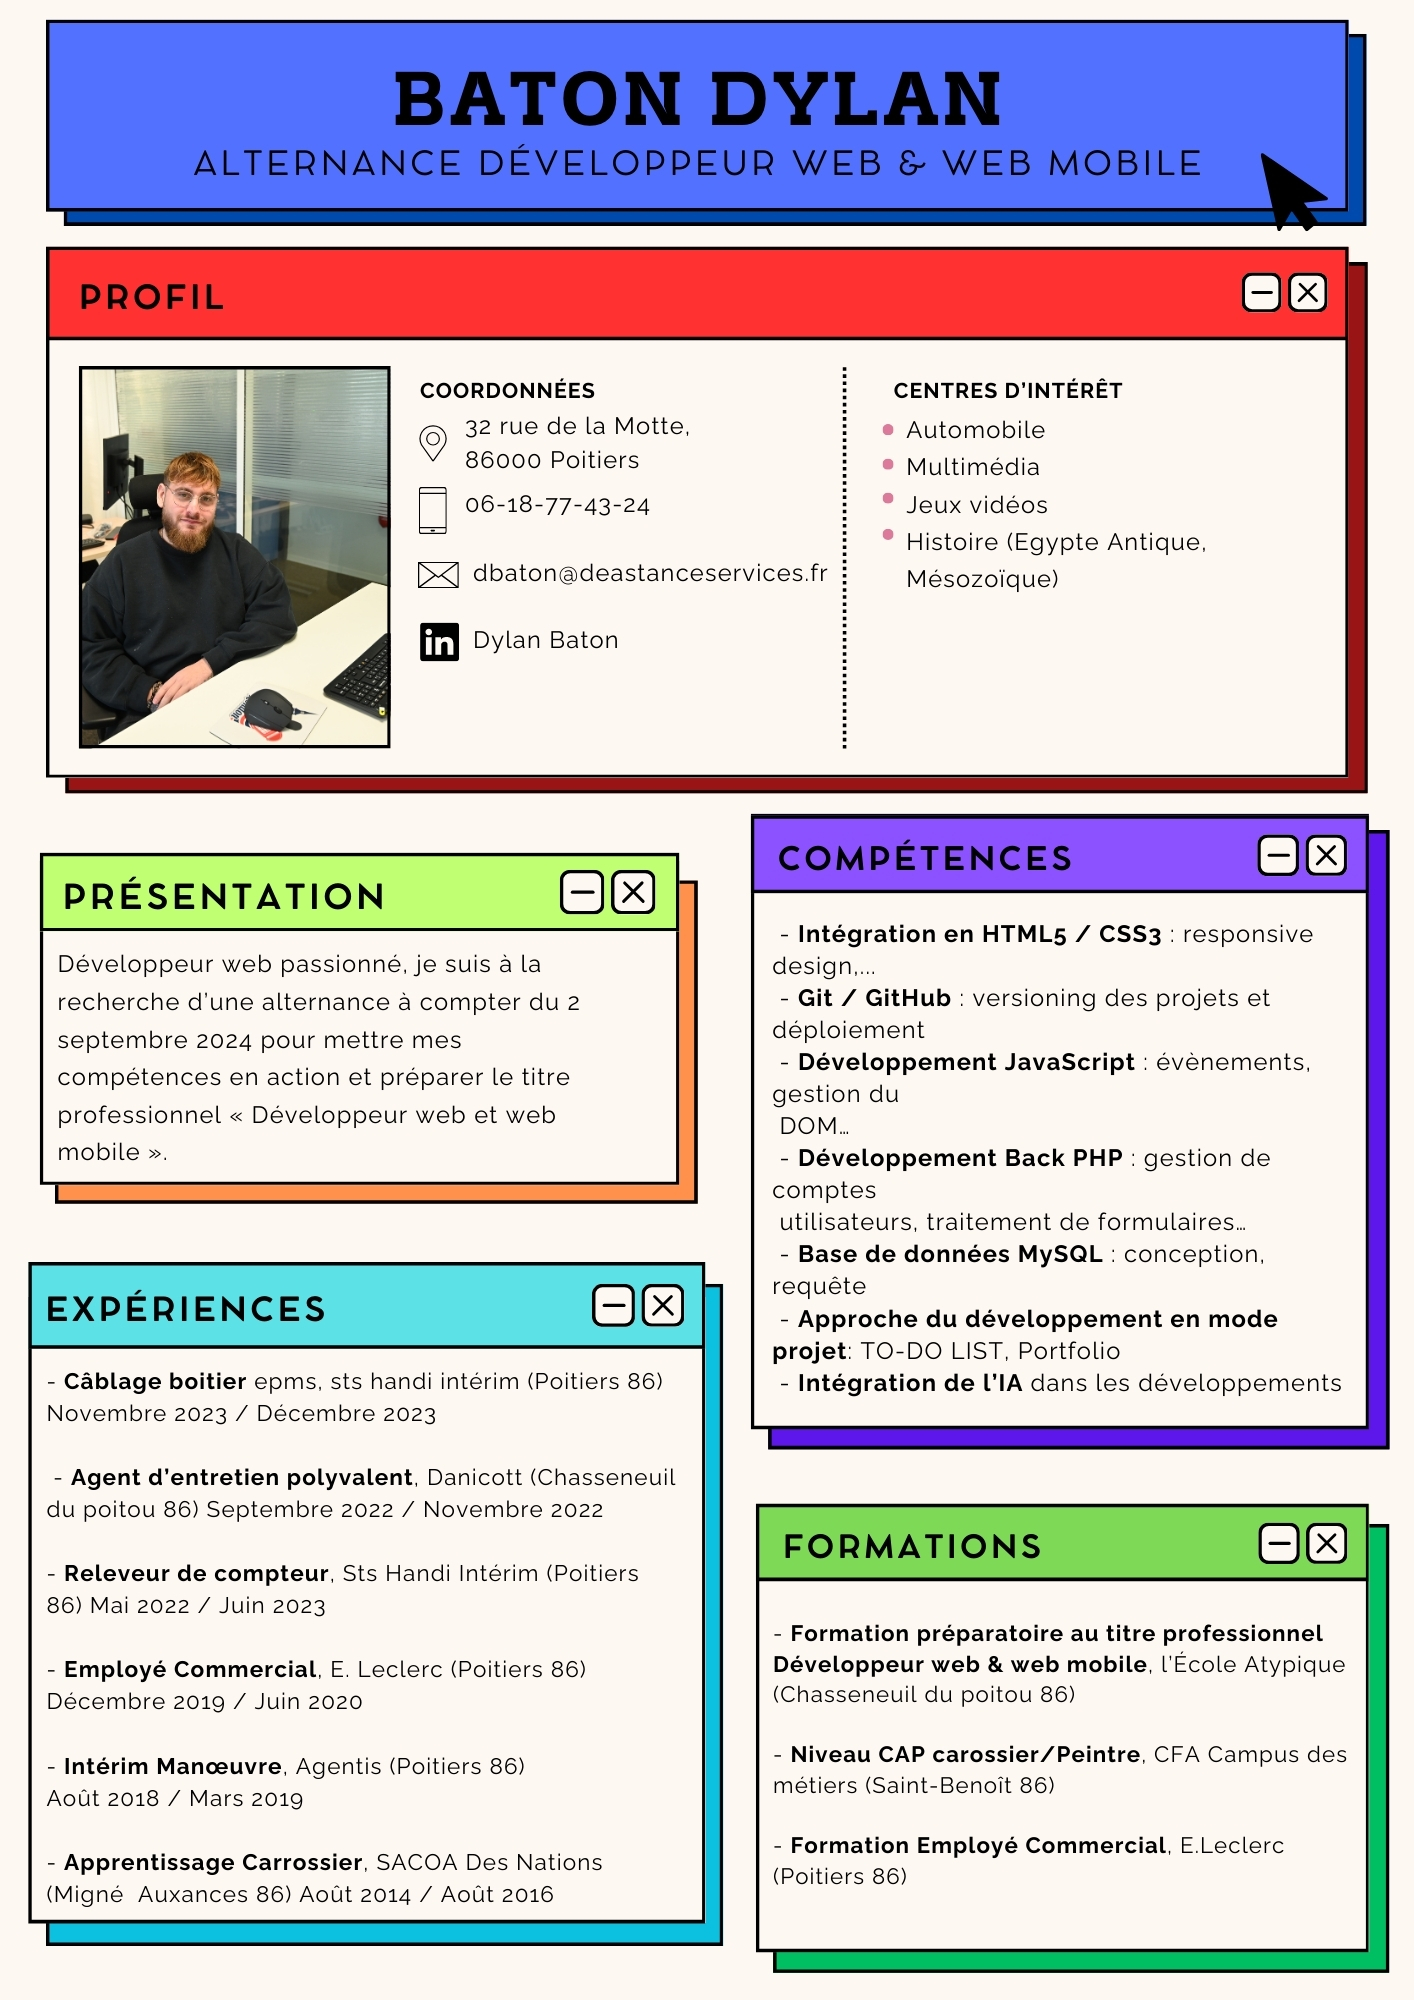 BATON DYLAN
ALTERNANCE DÉVELOPPEUR WEB & WEB MOBILE
PROFIL
COORDONNÉES
32 rue de la Motte,
86000 Poitiers
06-18-77-43-24
dbaton@deastanceservices.fr
in Dylan Baton
CENTRES D’INTÉRÊT
Automobile
Multimédia
Jeux vidéos
Histoire (Egypte Antique,
Mésozoïque)
PRÉSENTATION
Développeur web passionné, je suis à la
recherche d’une alternance à compter du 2
septembre 2024 pour mettre mes
compétences en action et préparer le titre
professionnel « Développeur web et web
mobile ».
EXPÉRIENCES
- Câblage boitier epms, sts handi intérim (Poitiers 86)
Novembre 2023 / Décembre 2023
- Agent d’entretien polyvalent, Danicott (Chasseneuil
du poitou 86) Septembre 2022 / Novembre 2022
- Releveur de compteur, Sts Handi Intérim (Poitiers
86) Mai 2022 / Juin 2023
- Employé Commercial, E. Leclerc (Poitiers 86)
Décembre 2019 / Juin 2020
- Intérim Manœuvre, Agentis (Poitiers 86)
Août 2018 / Mars 2019
- Apprentissage Carrossier, SACOA Des Nations
(Migné  Auxances 86) Août 2014 / Août 2016
COMPÉTENCES
- Intégration en HTML5 / CSS3 : responsive
design,...
- Git / GitHub : versioning des projets et
déploiement
- Développement JavaScript : évènements,
gestion du
DOM…
- Développement Back PHP : gestion de
comptes
utilisateurs, traitement de formulaires…
- Base de données MySQL : conception,
requête
- Approche du développement en mode
projet: TO-DO LIST, Portfolio
- Intégration de l’IA dans les développements
FORMATIONS
- Formation préparatoire au titre professionnel
Développeur web & web mobile, l’École Atypique
(Chasseneuil du poitou 86)
- Niveau CAP carossier/Peintre, CFA Campus des
métiers (Saint-Benoît 86)
- Formation Employé Commercial, E.Leclerc
(Poitiers 86)